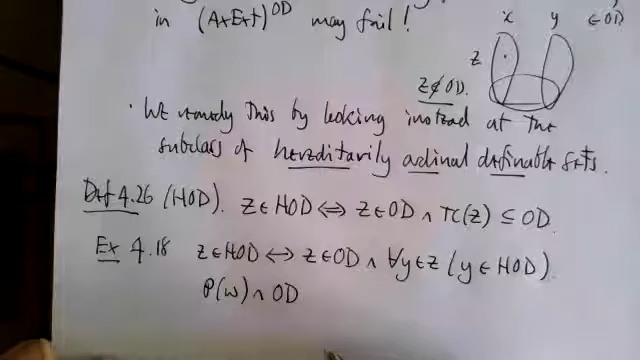 in (AxExt)^OD may fail!
x y ∈ OD
z
z ∉ OD.
• We remedy this by looking instead at the
subclass of hereditarily ordinal definable sets.
Def 4.26 (HOD). z ∈ HOD ⟺ z ∈ OD ∧ TC(z) ⊆ OD.
Ex 4.18 z ∈ HOD ⟺ z ∈ OD ∧ ∀y ∈ z (y ∈ HOD).
P(ω) ∩ OD